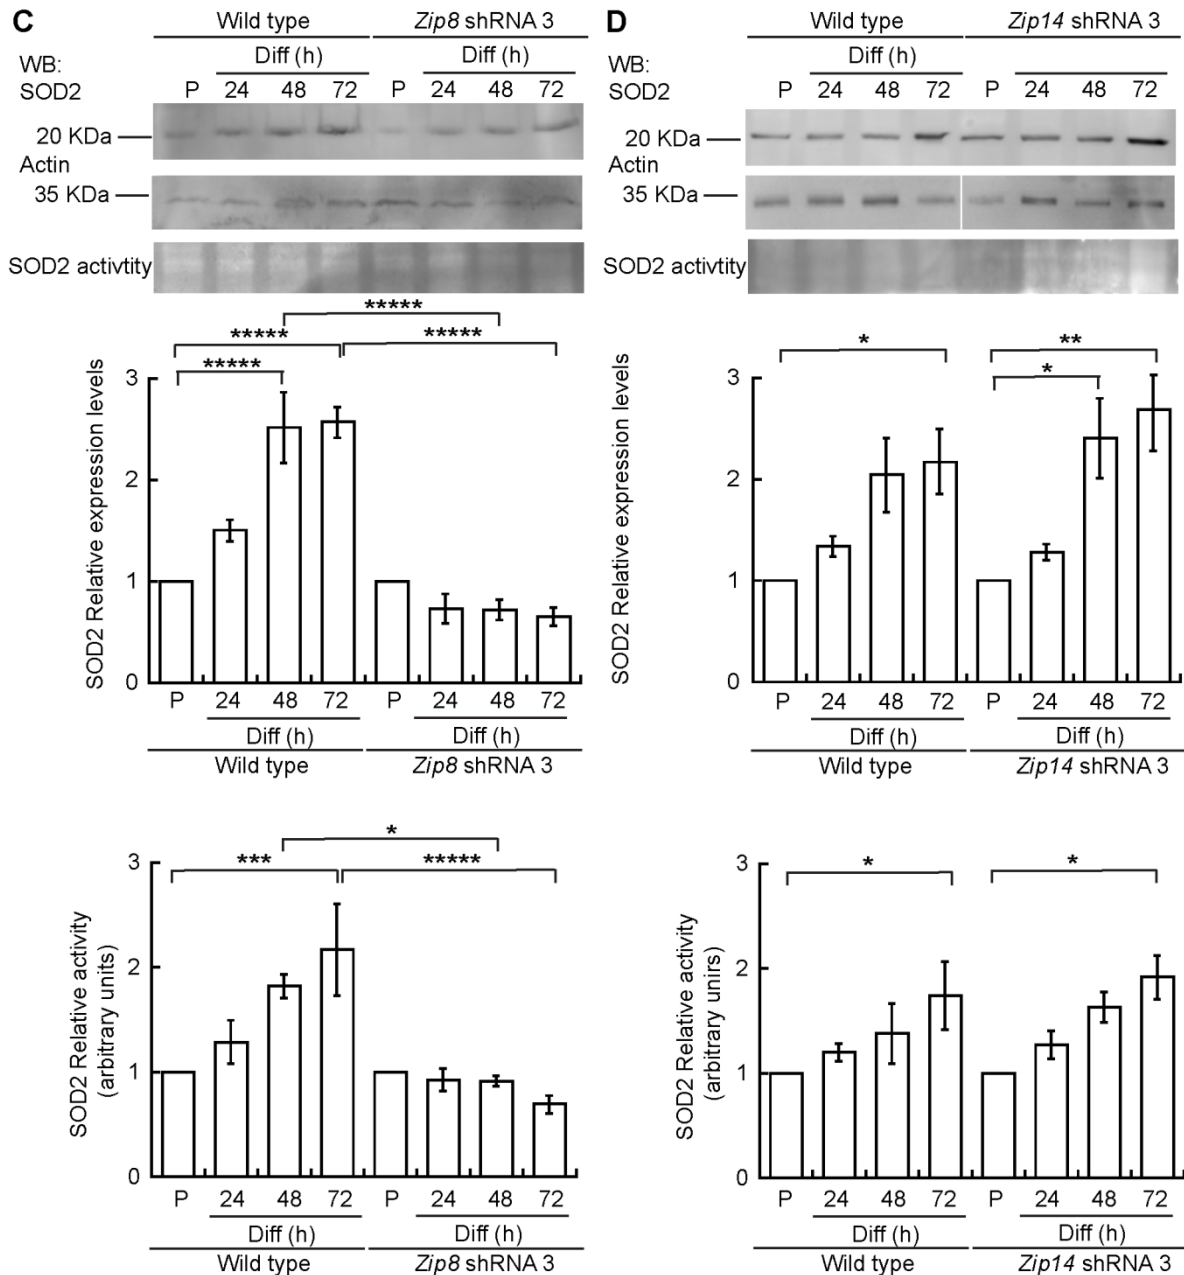 C
Wild type Zip8 shRNA 3
Diff (h) Diff (h)
WB:
SOD2 P 24 48 72 P 24 48 72
20 KDa
Actin
35 KDa
SOD2 activtity
*****
***** *****
*****
SOD2 Relative expression levels
3
2
1
0
P 24 48 72 P 24 48 72
Diff (h) Diff (h)
Wild type Zip8 shRNA 3
*
*** *****
SOD2 Relative activity
(arbitrary units)
3
2
1
0
P 24 48 72 P 24 48 72
Diff (h) Diff (h)
Wild type Zip8 shRNA 3
D
Wild type Zip14 shRNA 3
Diff (h)
WB:
SOD2 P 24 48 72 P 24 48 72
20 KDa
Actin
35 KDa
SOD2 activtity
* **
*
SOD2 Relative expression levels
3
2
1
0
P 24 48 72 P 24 48 72
Diff (h) Diff (h)
Wild type Zip14 shRNA 3
* *
SOD2 Relative activity
(arbitrary unirs)
3
2
1
0
P 24 48 72 P 24 48 72
Diff (h) Diff (h)
Wild type Zip14 shRNA 3